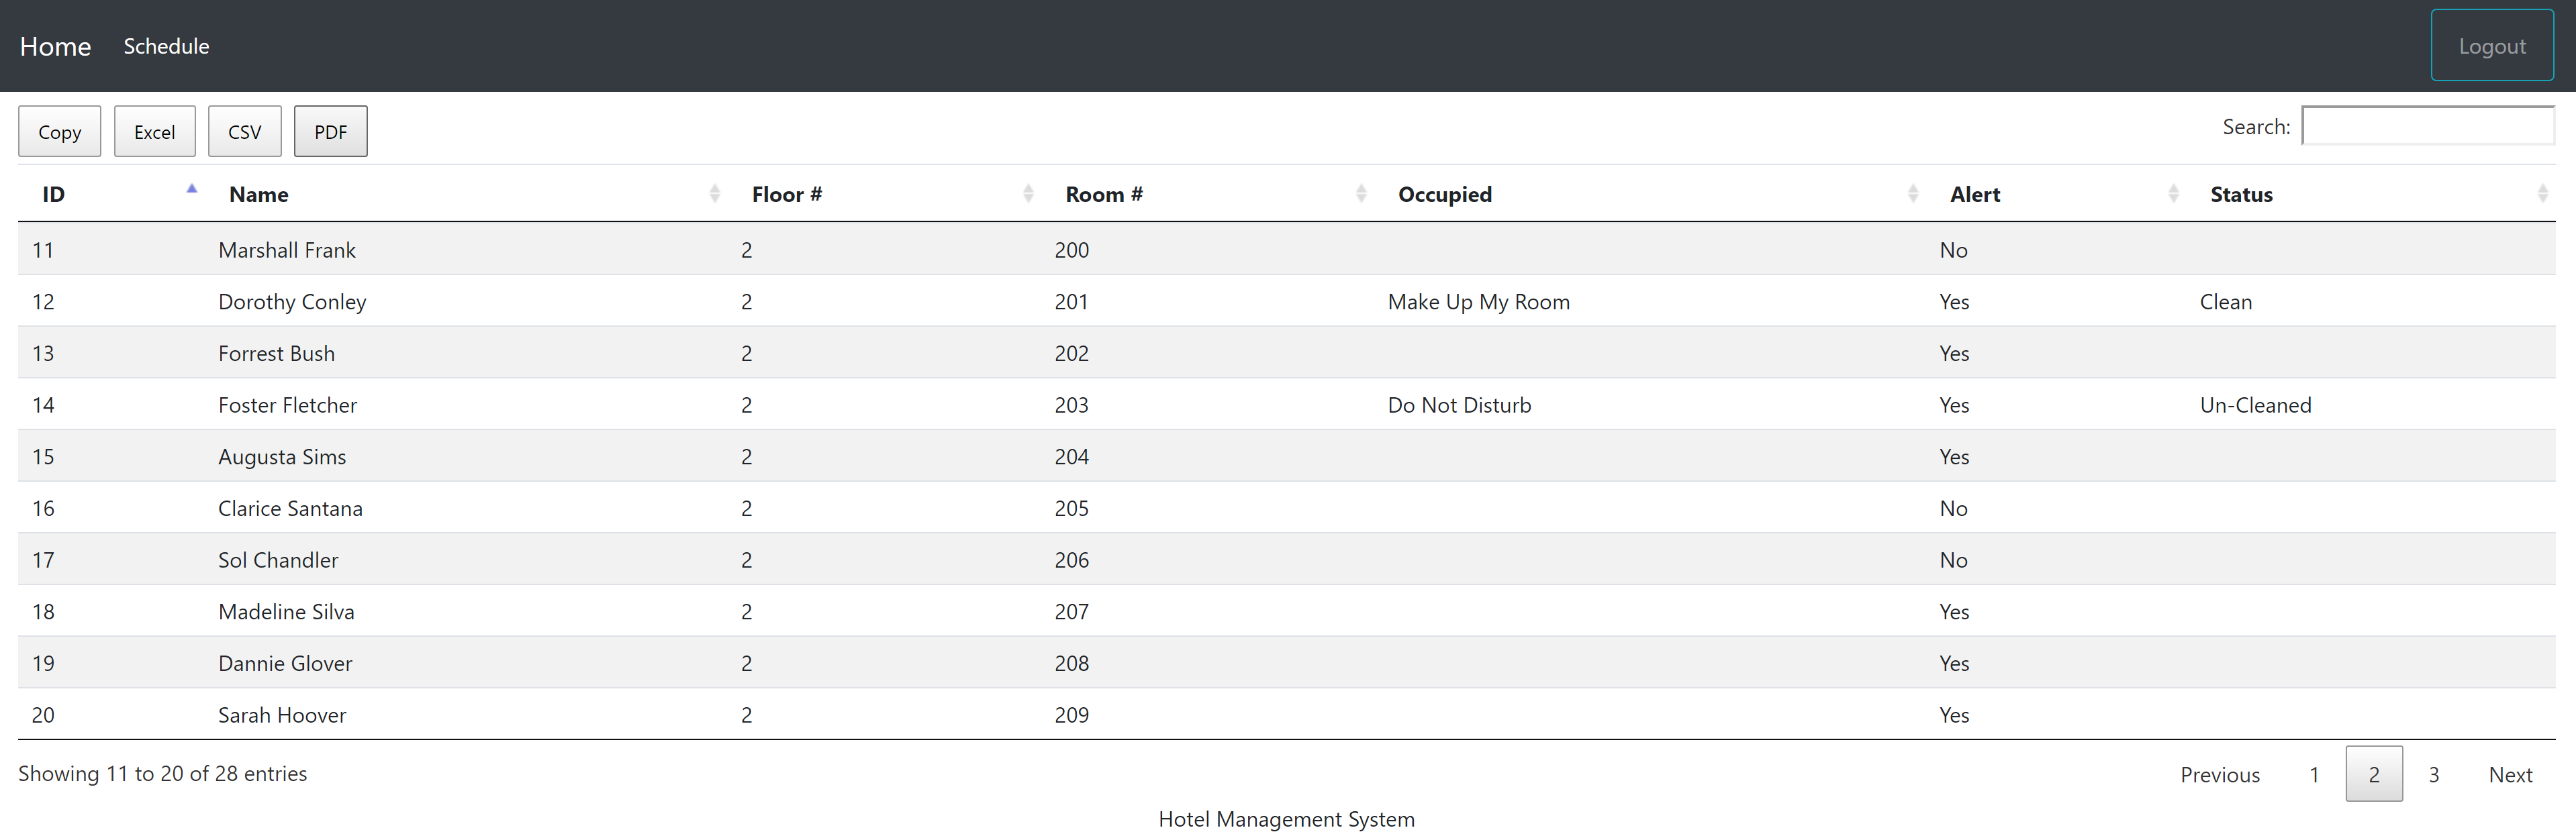 Home Schedule Logout
Copy Excel CSV PDF Search:
ID Name Floor # Room # Occupied Alert Status
11 Marshall Frank 2 200 No
12 Dorothy Conley 2 201 Make Up My Room Yes Clean
13 Forrest Bush 2 202 Yes
14 Foster Fletcher 2 203 Do Not Disturb Yes Un-Cleaned
15 Augusta Sims 2 204 Yes
16 Clarice Santana 2 205 No
17 Sol Chandler 2 206 No
18 Madeline Silva 2 207 Yes
19 Dannie Glover 2 208 Yes
20 Sarah Hoover 2 209 Yes
Showing 11 to 20 of 28 entries Previous 1 2 3 Next
Hotel Management System